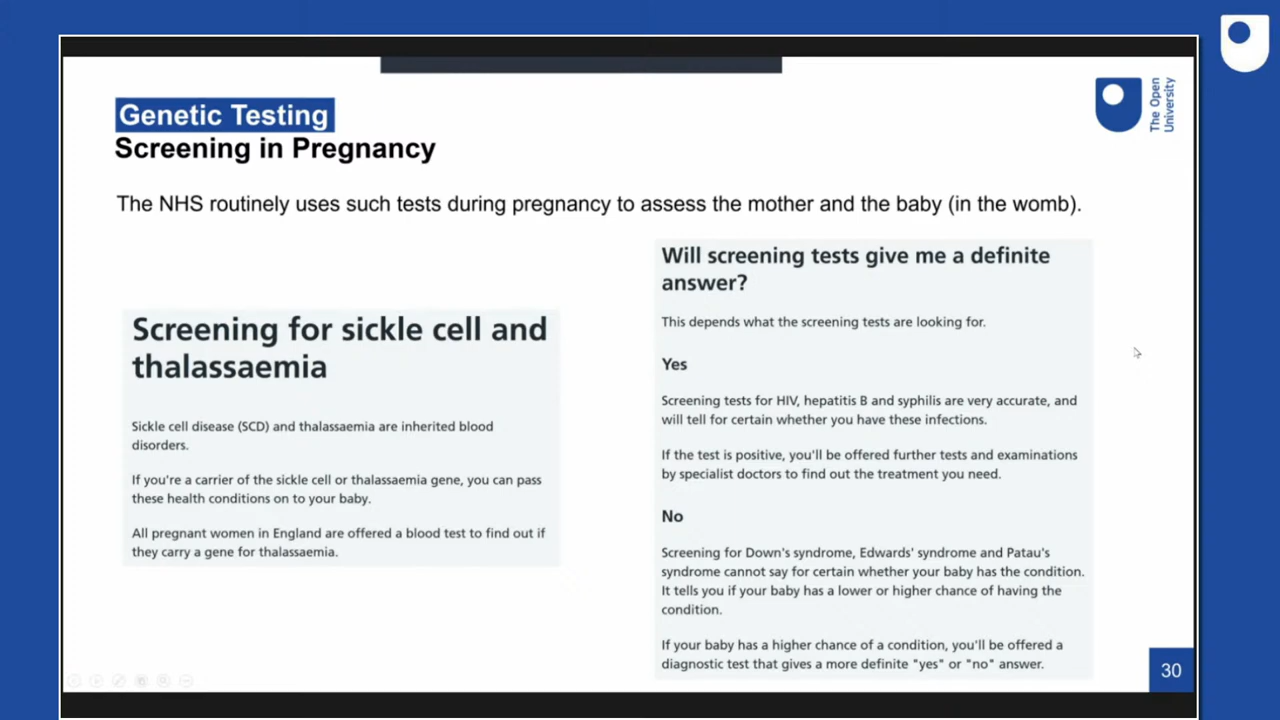 Genetic Testing
Screening in Pregnancy
The Open
University
The NHS routinely uses such tests during pregnancy to assess the mother and the baby (in the womb).
Screening for sickle cell and
thalassaemia
Sickle cell disease (SCD) and thalassaemia are inherited blood
disorders.
If you're a carrier of the sickle cell or thalassaemia gene, you can pass
these health conditions on to your baby.
All pregnant women in England are offered a blood test to find out if
they carry a gene for thalassaemia.
Will screening tests give me a definite
answer?
This depends what the screening tests are looking for.
Yes
Screening tests for HIV, hepatitis B and syphilis are very accurate, and
will tell for certain whether you have these infections.
If the test is positive, you'll be offered further tests and examinations
by specialist doctors to find out the treatment you need.
No
Screening for Down's syndrome, Edwards' syndrome and Patau's
syndrome cannot say for certain whether your baby has the condition.
It tells you if your baby has a lower or higher chance of having the
condition.
If your baby has a higher chance of a condition, you'll be offered a
diagnostic test that gives a more definite "yes" or "no" answer.
30